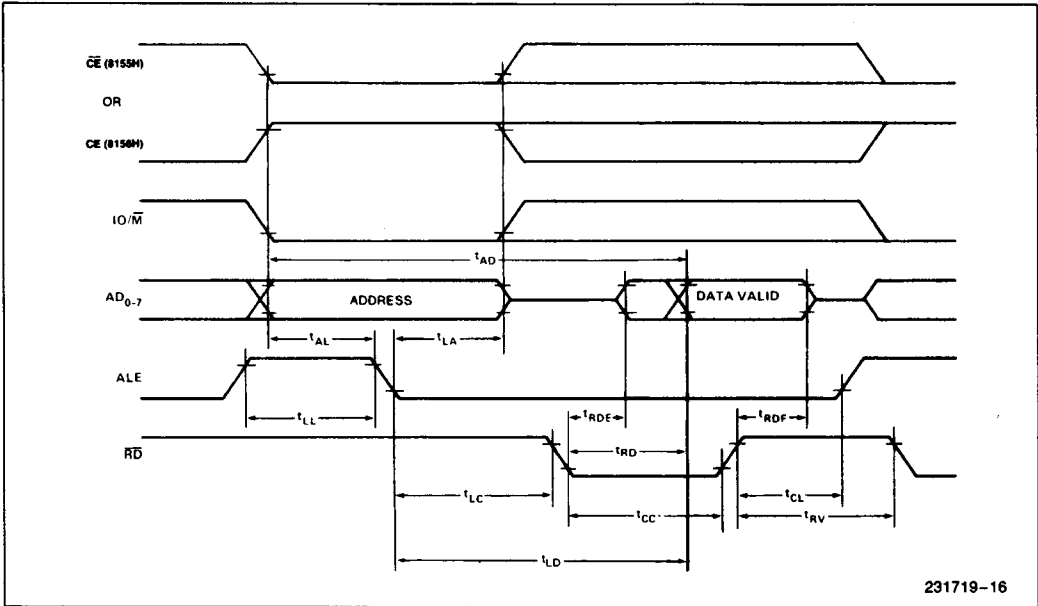 CE (8155H)
OR
CE (8156H)
IO/M
tAD
AD0-7
ADDRESS
DATA VALID
tAL
tLA
ALE
tLL
tRDE
tRDF
RD
tRD
tLC
tCC
tCL
tRV
tLD
231719-16